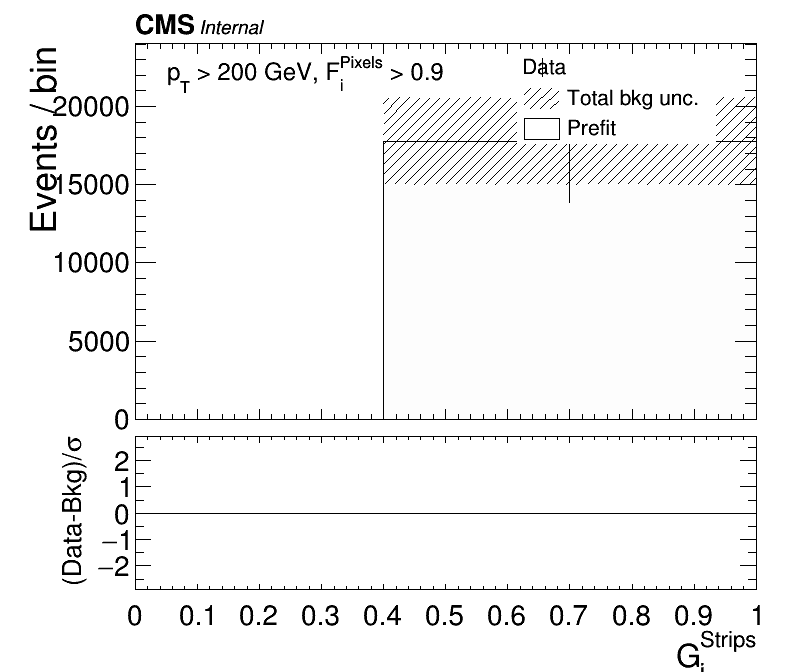 CMS Internal
p_T > 200 GeV, F_i^Pixels > 0.9
Data
Total bkg unc.
Prefit
Events / bin
20000
15000
10000
5000
0
(Data-Bkg)/σ
2
1
0
−1
−2
0 0.1 0.2 0.3 0.4 0.5 0.6 0.7 0.8 0.9 1
G_i^Strips